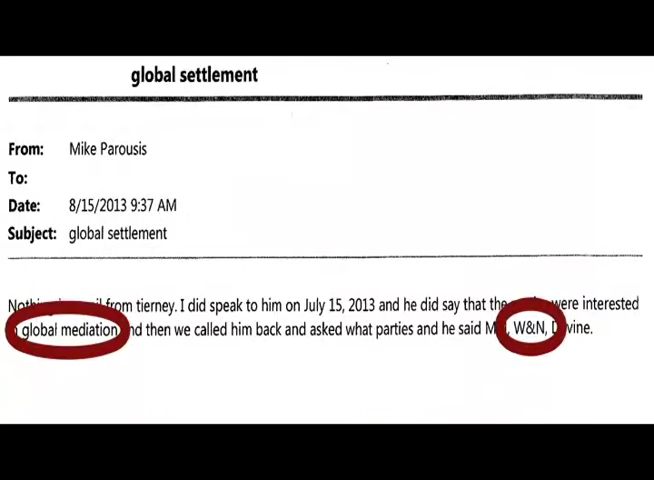 global settlement
From: Mike Parousis
To:
Date: 8/15/2013 9:37 AM
Subject: global settlement
from tierney. I did speak to him on July 15, 2013 and he did say that the were interested
global mediation and then we called him back and asked what parties and he said W&N, Devine.